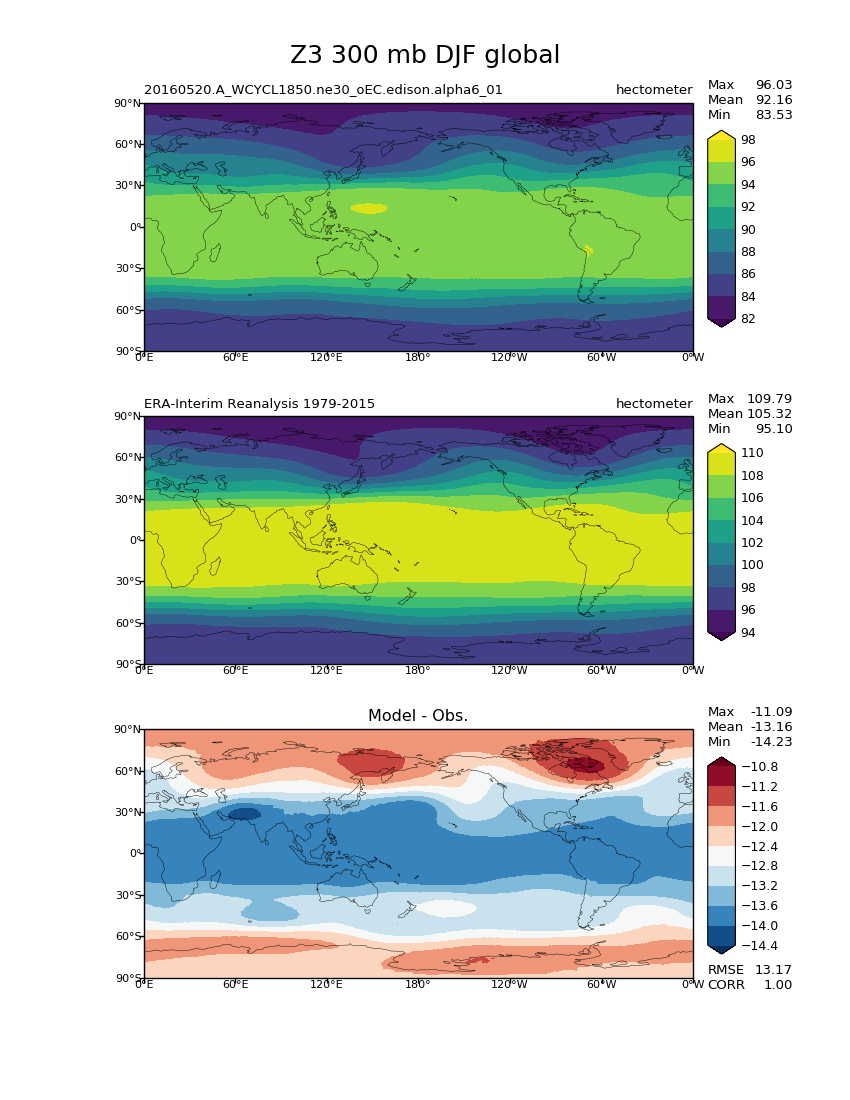 Z3 300 mb DJF global
20160520.A_WCYCL1850.ne30_oEC.edison.alpha6_01 hectometer
Max 96.03
Mean 92.16
Min 83.53
90°N
60°N
30°N
0°
30°S
60°S
90°S
0°E 60°E 120°E 180° 120°W 60°W 0°W
98
96
94
92
90
88
86
84
82
ERA-Interim Reanalysis 1979-2015 hectometer
Max 109.79
Mean 105.32
Min 95.10
90°N
60°N
30°N
0°
30°S
60°S
90°S
0°E 60°E 120°E 180° 120°W 60°W 0°W
110
108
106
104
102
100
98
96
94
Model - Obs.
Max -11.09
Mean -13.16
Min -14.23
90°N
60°N
30°N
0°
30°S
60°S
90°S
0°E 60°E 120°E 180° 120°W 60°W 0°W
−10.8
−11.2
−11.6
−12.0
−12.4
−12.8
−13.2
−13.6
−14.0
−14.4
RMSE 13.17
CORR 1.00